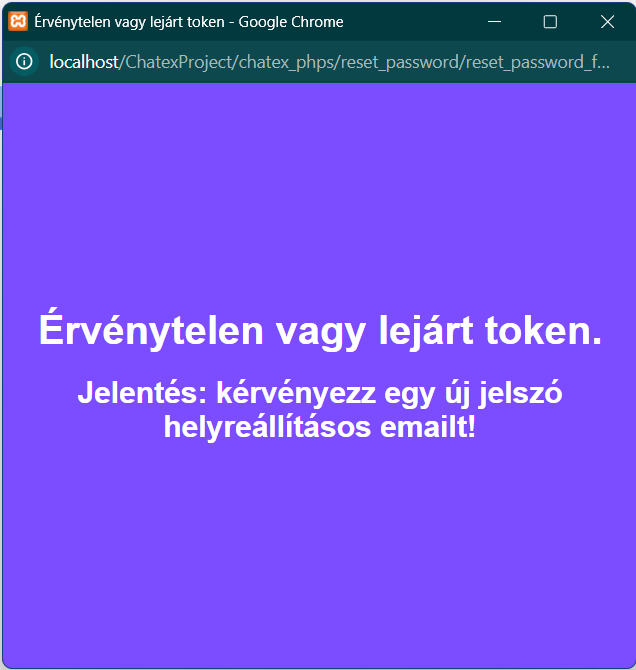 Érvénytelen vagy lejárt token - Google Chrome
localhost/ChatexProject/chatex_phps/reset_password/reset_password_f...
Érvénytelen vagy lejárt token.
Jelentés: kérvényezz egy új jelszó
helyreállításos emailt!